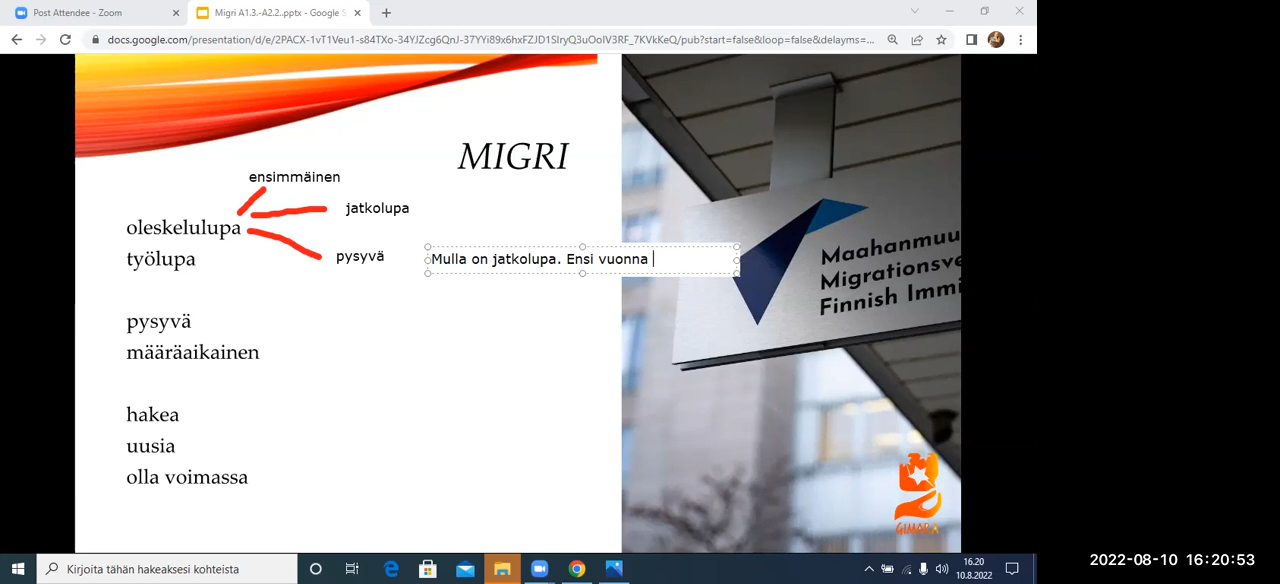 Post Attendee - Zoom
Migri A1.3.-A2.2..pptx - Google S
docs.google.com/presentation/d/e/2PACX-1vT1Veu1-s84TXo-34YJZcg6QnJ-37YYi89x6hxFZJD1SIryQ3uOoIV3RF_7KVkKeQ/pub?start=false&loop=false&delayms=...
MIGRI
ensimmäinen
jatkolupa
oleskelulupa
työlupa
pysyvä
Mulla on jatkolupa. Ensi vuonna
Maahanmuu
Migrationsve
Finnish Immi
pysyvä
määräaikainen
hakea
uusia
olla voimassa
GIMARA
Kirjoita tähän hakeaksesi kohteista
16.20
10.8.2022
2022-08-10 16:20:53